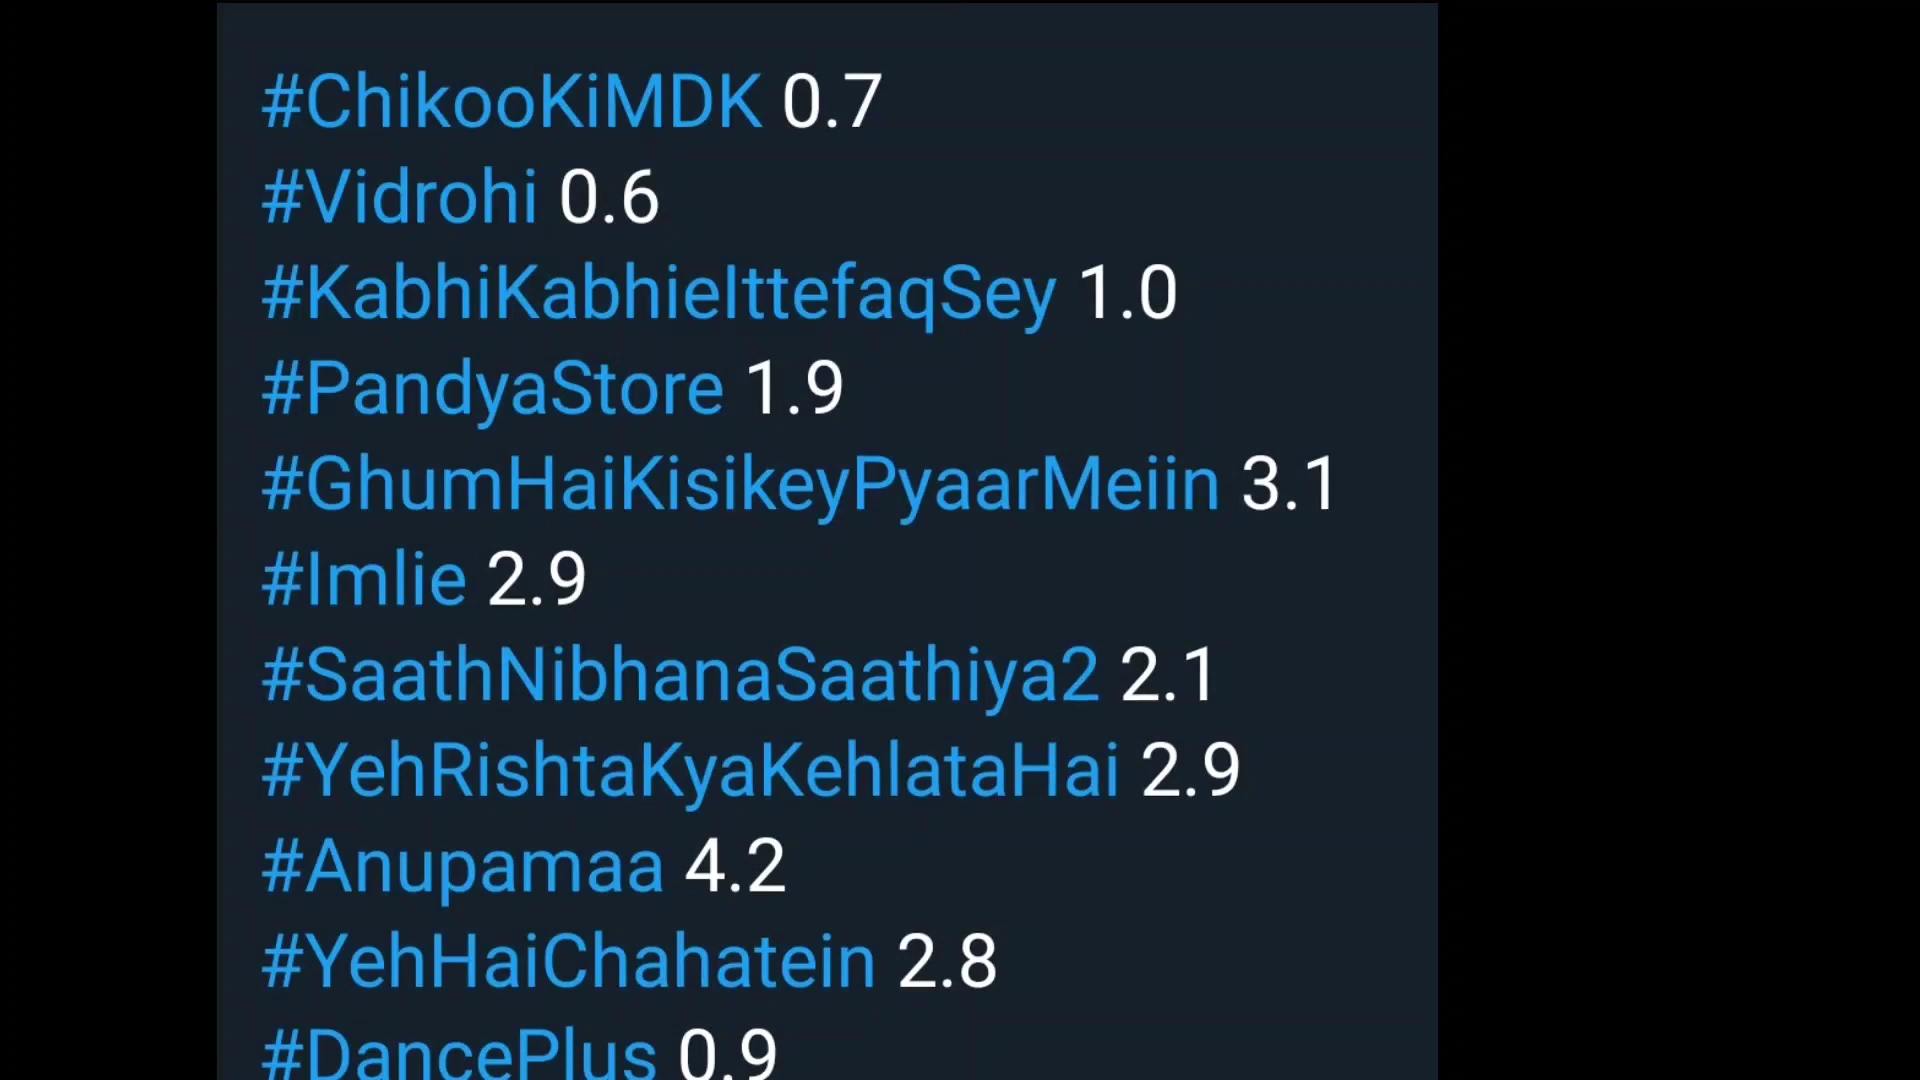 #ChikooKiMDK 0.7
#Vidrohi 0.6
#KabhiKabhieIttefaqSey 1.0
#PandyaStore 1.9
#GhumHaiKisikeyPyaarMeiin 3.1
#Imlie 2.9
#SaathNibhanaSaathiya2 2.1
#YehRishtaKyaKehlataHai 2.9
#Anupamaa 4.2
#YehHaiChahatein 2.8
#DancePlus 0.9